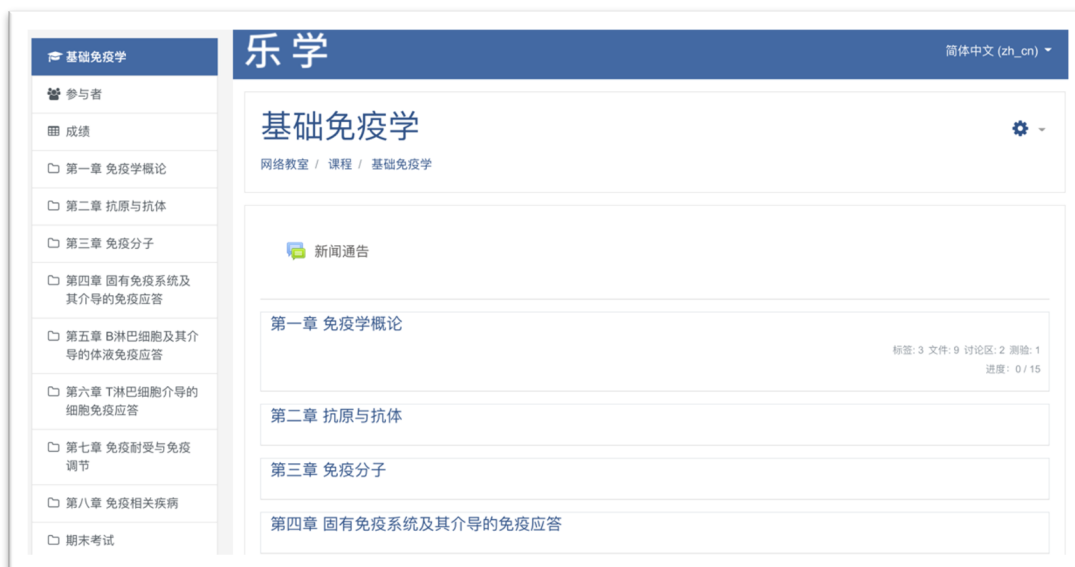 基础免疫学
参与者
成绩
第一章 免疫学概论
第二章 抗原与抗体
第三章 免疫分子
第四章 固有免疫系统及
其介导的免疫应答
第五章 B淋巴细胞及其介
导的体液免疫应答
第六章 T淋巴细胞介导的
细胞免疫应答
第七章 免疫耐受与免疫
调节
第八章 免疫相关疾病
期末考试
乐学
简体中文 (zh_cn)
基础免疫学
网络教室 / 课程 / 基础免疫学
新闻通告
第一章 免疫学概论
标签: 3 文件: 9 讨论区: 2 测验: 1
进度: 0 / 15
第二章 抗原与抗体
第三章 免疫分子
第四章 固有免疫系统及其介导的免疫应答